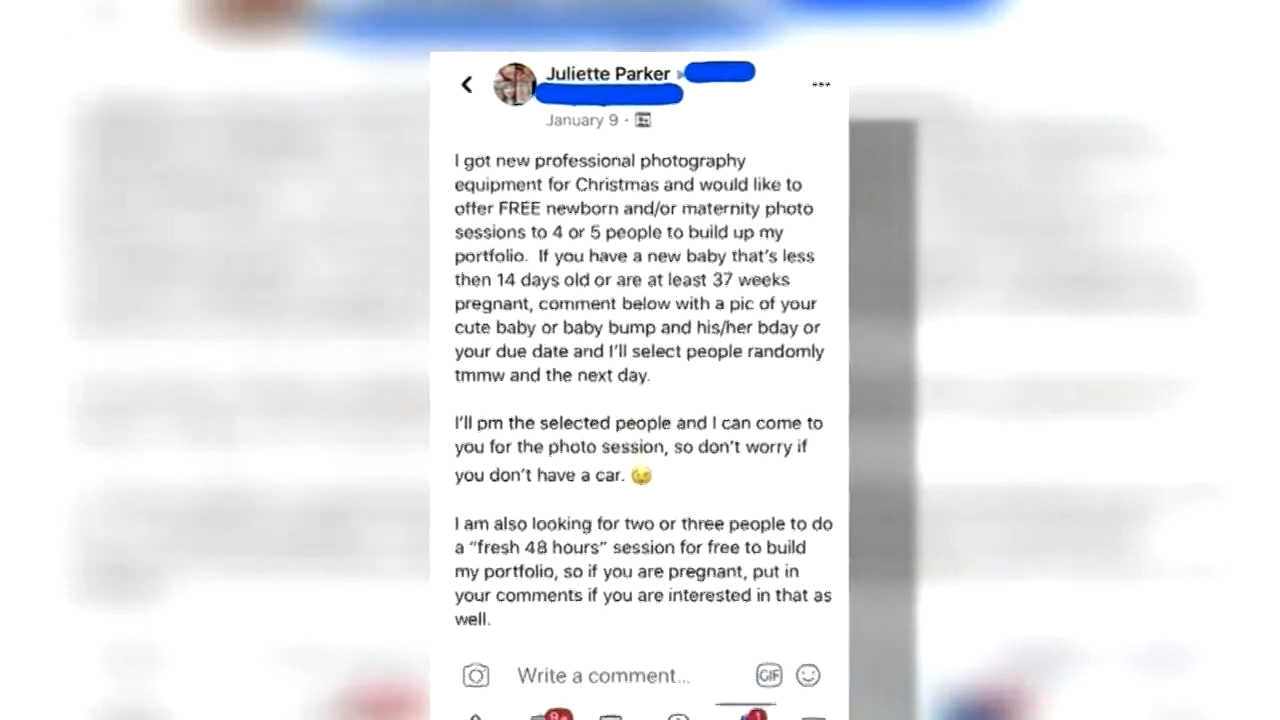 Juliette Parker
January 9 ·
I got new professional photography
equipment for Christmas and would like to
offer FREE newborn and/or maternity photo
sessions to 4 or 5 people to build up my
portfolio. If you have a new baby that's less
then 14 days old or are at least 37 weeks
pregnant, comment below with a pic of your
cute baby or baby bump and his/her bday or
your due date and I'll select people randomly
tmmw and the next day.
I'll pm the selected people and I can come to
you for the photo session, so don't worry if
you don't have a car. 😉
I am also looking for two or three people to do
a "fresh 48 hours" session for free to build
my portfolio, so if you are pregnant, put in
your comments if you are interested in that as
well.
Write a comment...
GIF